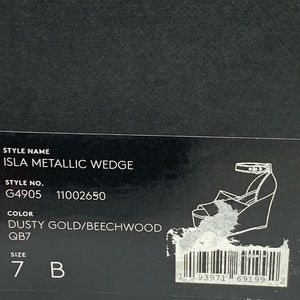 STYLE NAME
ISLA METALLIC WEDGE
STYLE NO.
G4905 11002650
COLOR
DUSTY GOLD/BEECHWOOD
QB7
SIZE
7 B